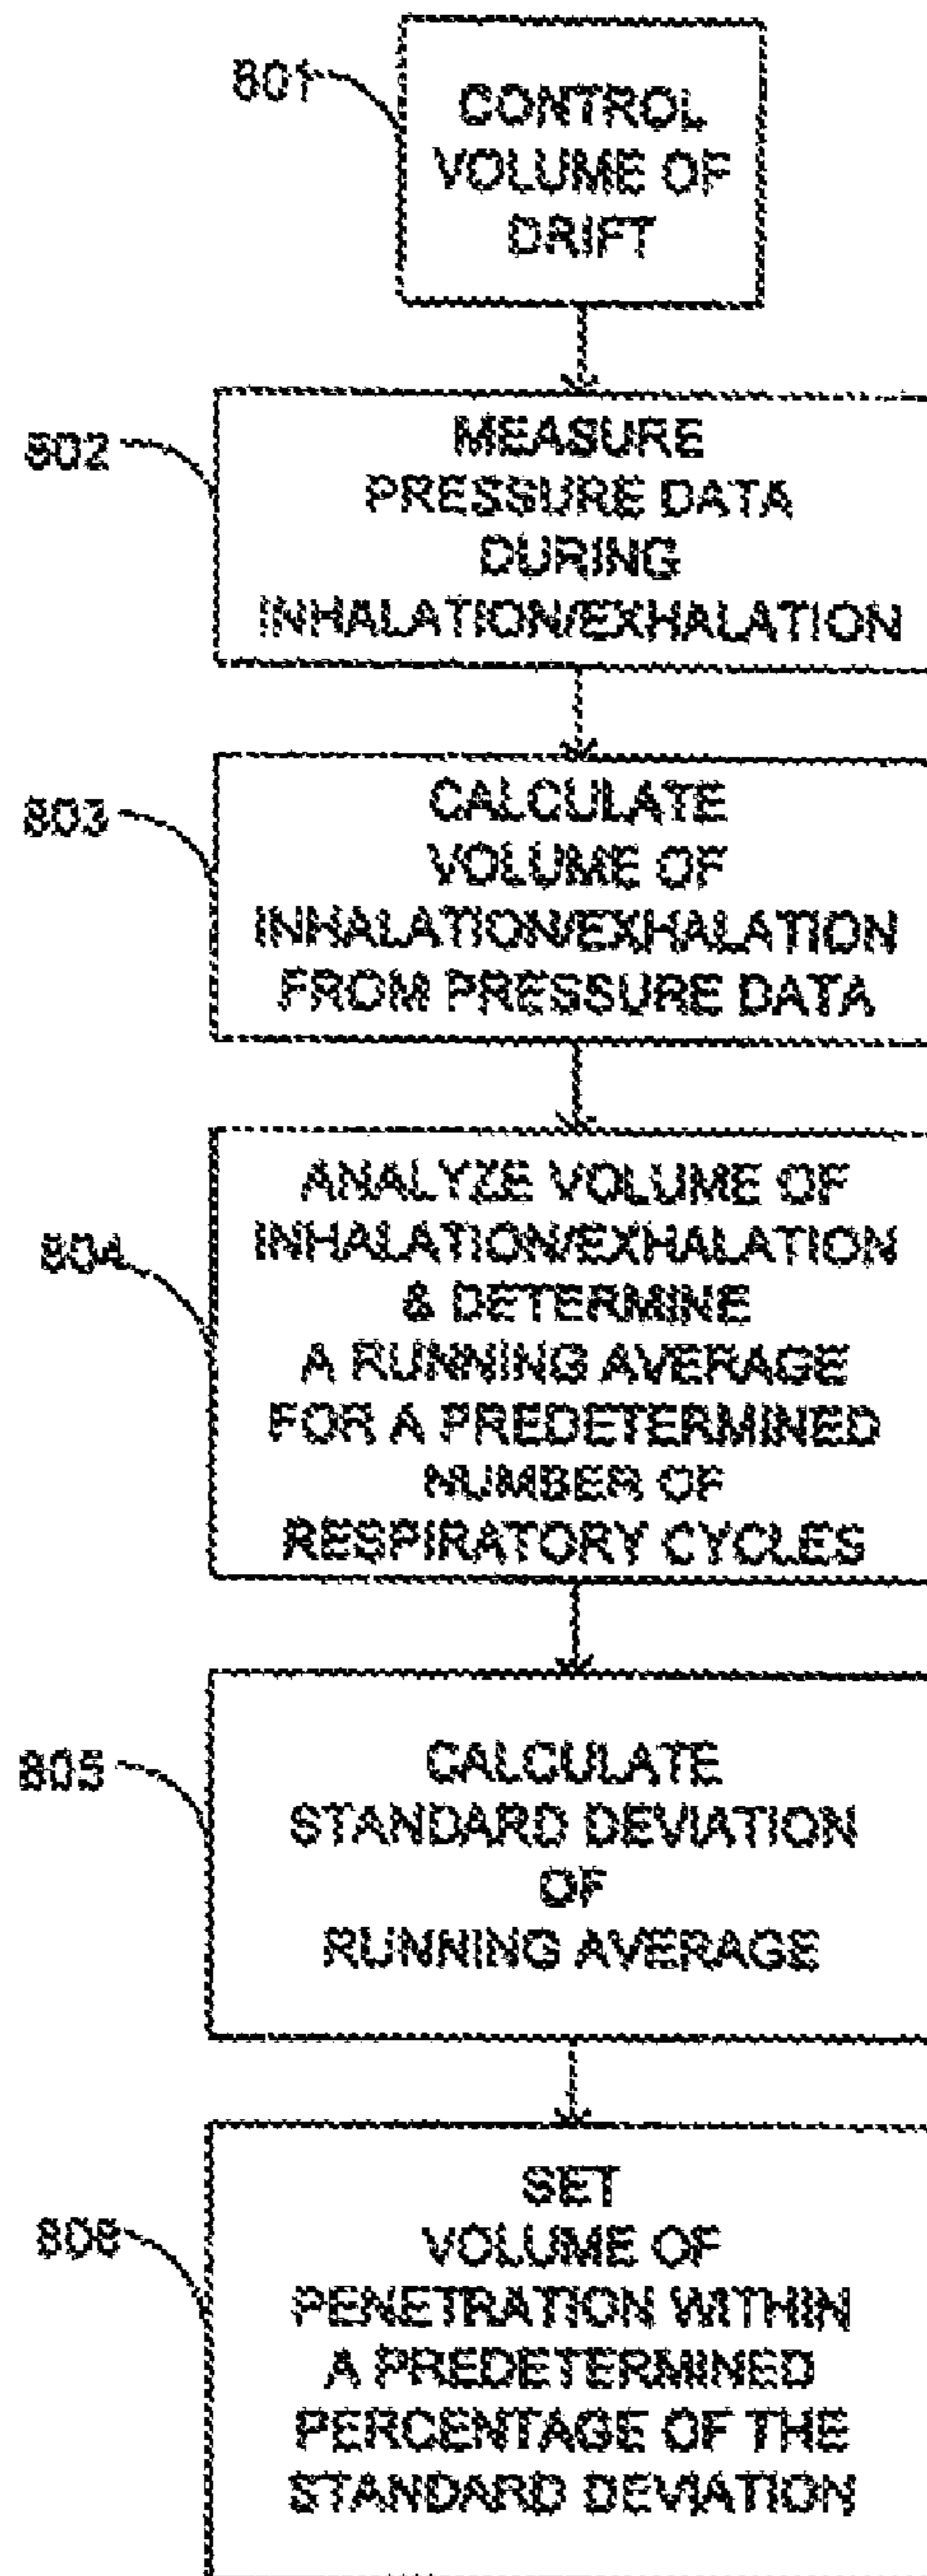 801
CONTROL
VOLUME OF
DRIFT
802
MEASURE
PRESSURE DATA
DURING
INHALATION/EXHALATION
803
CALCULATE
VOLUME OF
INHALATION/EXHALATION
FROM PRESSURE DATA
804
ANALYZE VOLUME OF
INHALATION/EXHALATION
& DETERMINE
A RUNNING AVERAGE
FOR A PREDETERMINED
NUMBER OF
RESPIRATORY CYCLES
805
CALCULATE
STANDARD DEVIATION
OF
RUNNING AVERAGE
806
SET
VOLUME OF
PENETRATION WITHIN
A PREDETERMINED
PERCENTAGE OF THE
STANDARD DEVIATION